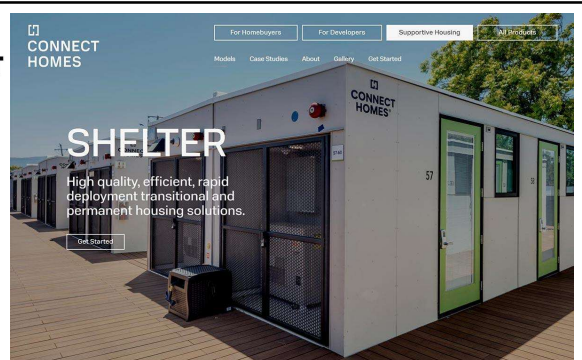 CONNECT
HOMES
For Homebuyers
For Developers
Supportive Housing
All Products
Models
Case Studies
About
Gallery
Get Started
CONNECT
HOMES
SHELTER
High quality, efficient, rapid
deployment transitional and
permanent housing solutions.
Get Started
57